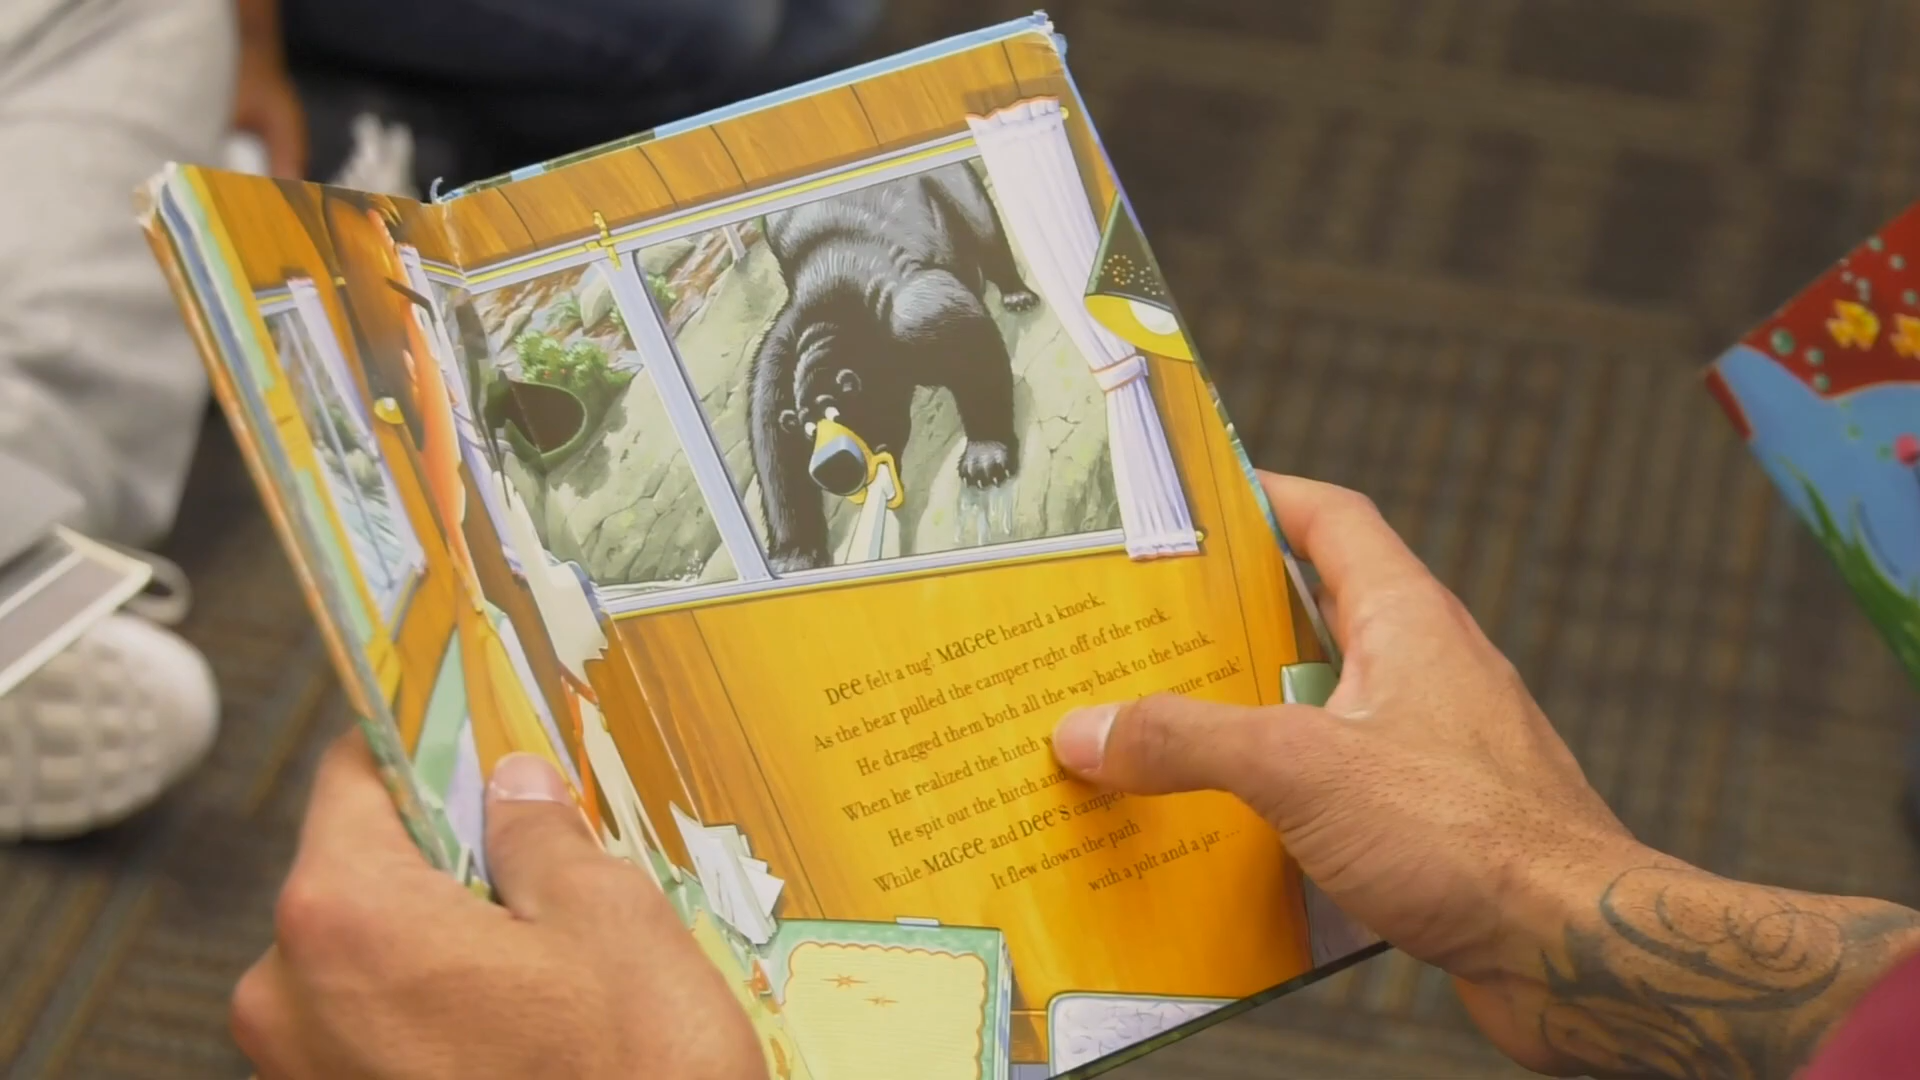 DEE felt a tug! MAGEE heard a knock.
As the bear pulled the camper right off of the rock.
He dragged them both all the way back to the bank.
When he realized the hitch quite rank!
He spit out the hitch and
While MAGEE and DEE'S camper
It flew down the path
with a jolt and a jar ...